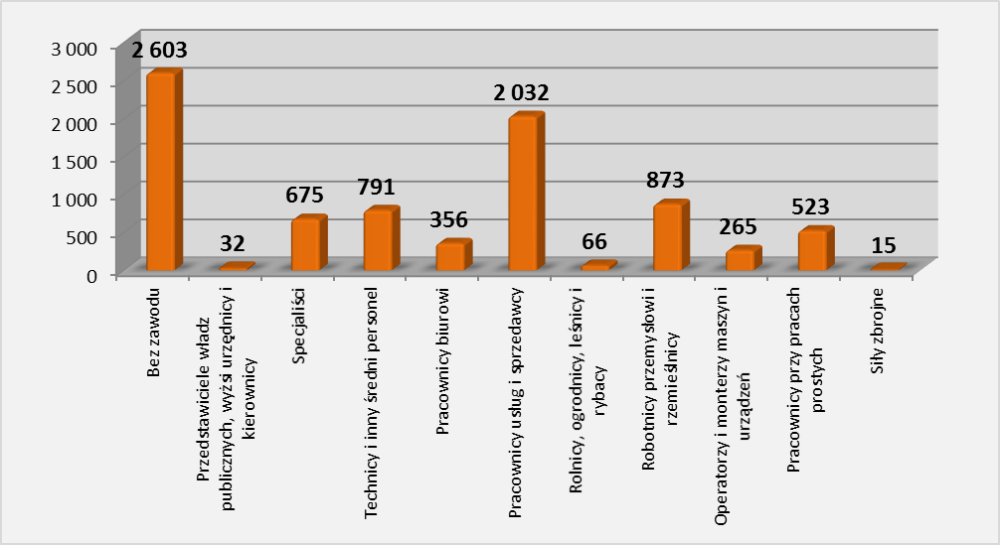 3 000
2 500
2 000
1 500
1 000
500
0
2 603
32
675
791
356
2 032
66
873
265
523
15
Bez zawodu
Przedstawiciele władz
publicznych, wyżsi urzędnicy i
kierownicy
Specjaliści
Technicy i inny średni personel
Pracownicy biurowi
Pracownicy usług i sprzedawcy
Rolnicy, ogrodnicy, leśnicy i
rybacy
Robotnicy przemysłowi i
rzemieślnicy
Operatorzy i monterzy maszyn i
urządzeń
Pracownicy przy pracach
prostych
Siły zbrojne